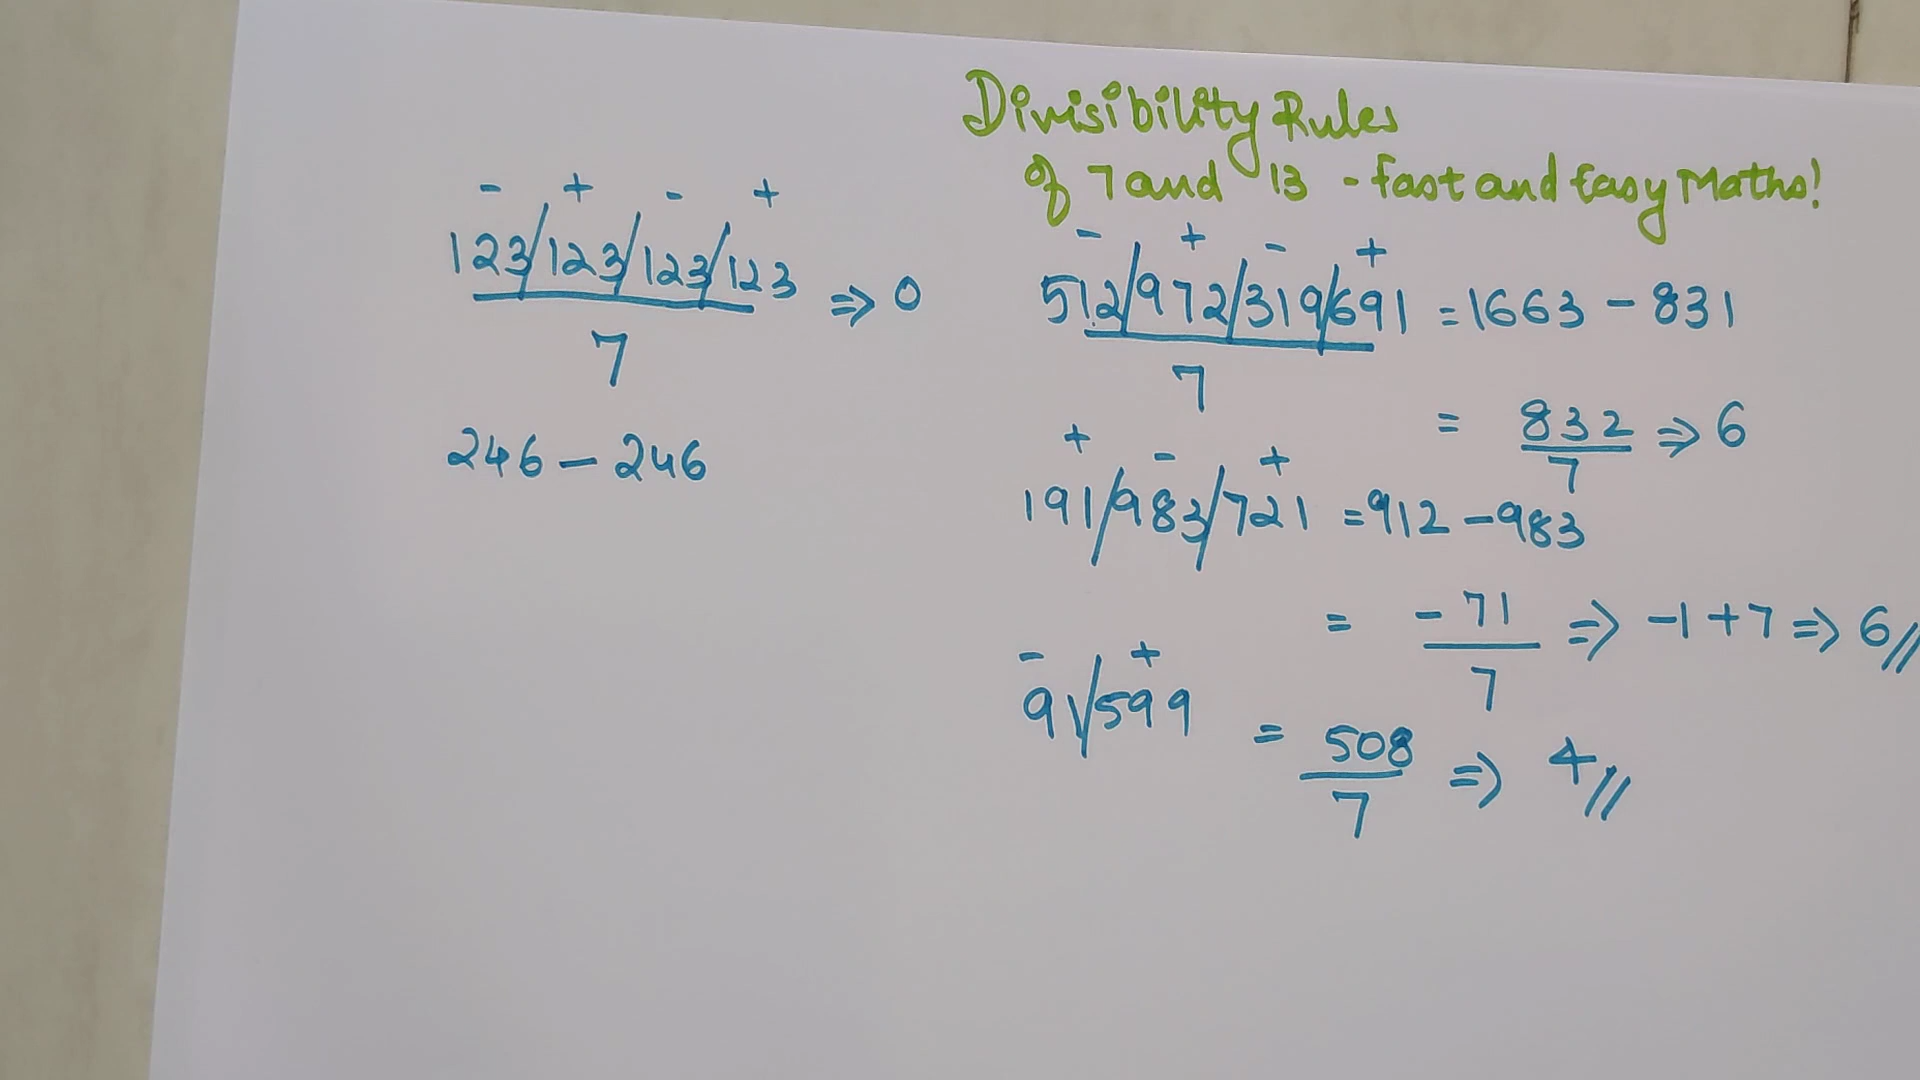 Divisibility Rules
of 7 and 13 - fast and Easy Maths!
- + - +
123/123/123/123 ⇒ 0
7
246 - 246
- + - +
512/972/319/691 = 1663 - 831
7
= 832 ⇒ 6
7
+ - +
191/983/721 = 912 - 983
= -71 ⇒ -1 + 7 ⇒ 6//
7
- +
91/599 = 508 ⇒ 4//
7